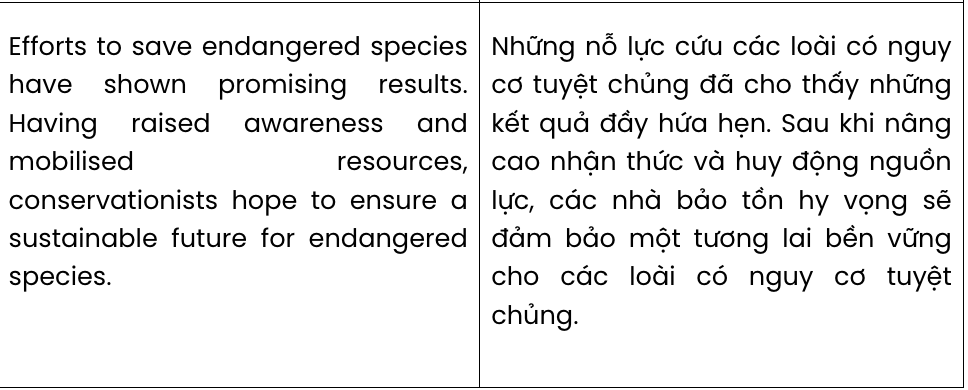 Efforts to save endangered species
have shown promising results.
Having raised awareness and
mobilised resources,
conservationists hope to ensure a
sustainable future for endangered
species.
Những nỗ lực cứu các loài có nguy
cơ tuyệt chủng đã cho thấy những
kết quả đầy hứa hẹn. Sau khi nâng
cao nhận thức và huy động nguồn
lực, các nhà bảo tồn hy vọng sẽ
đảm bảo một tương lai bền vững
cho các loài có nguy cơ tuyệt
chủng.